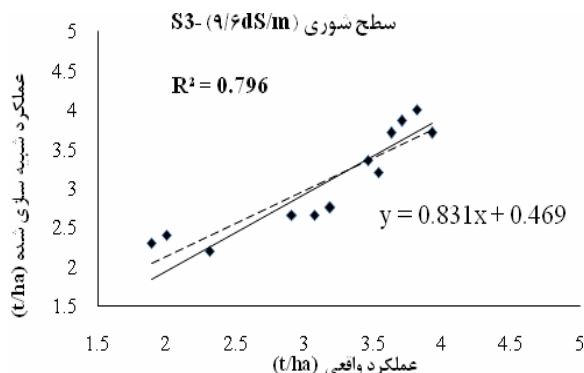 سطح شوری (۹/۶dS/m) -S3
R² = 0.796
عملکرد شبیه سازی شده (t/ha)
4.5
4
3.5
3
2.5
2
1.5
y = 0.831x + 0.469
1.5 2 2.5 3 3.5 4 4.5 5
عملکرد واقعی (t/ha)